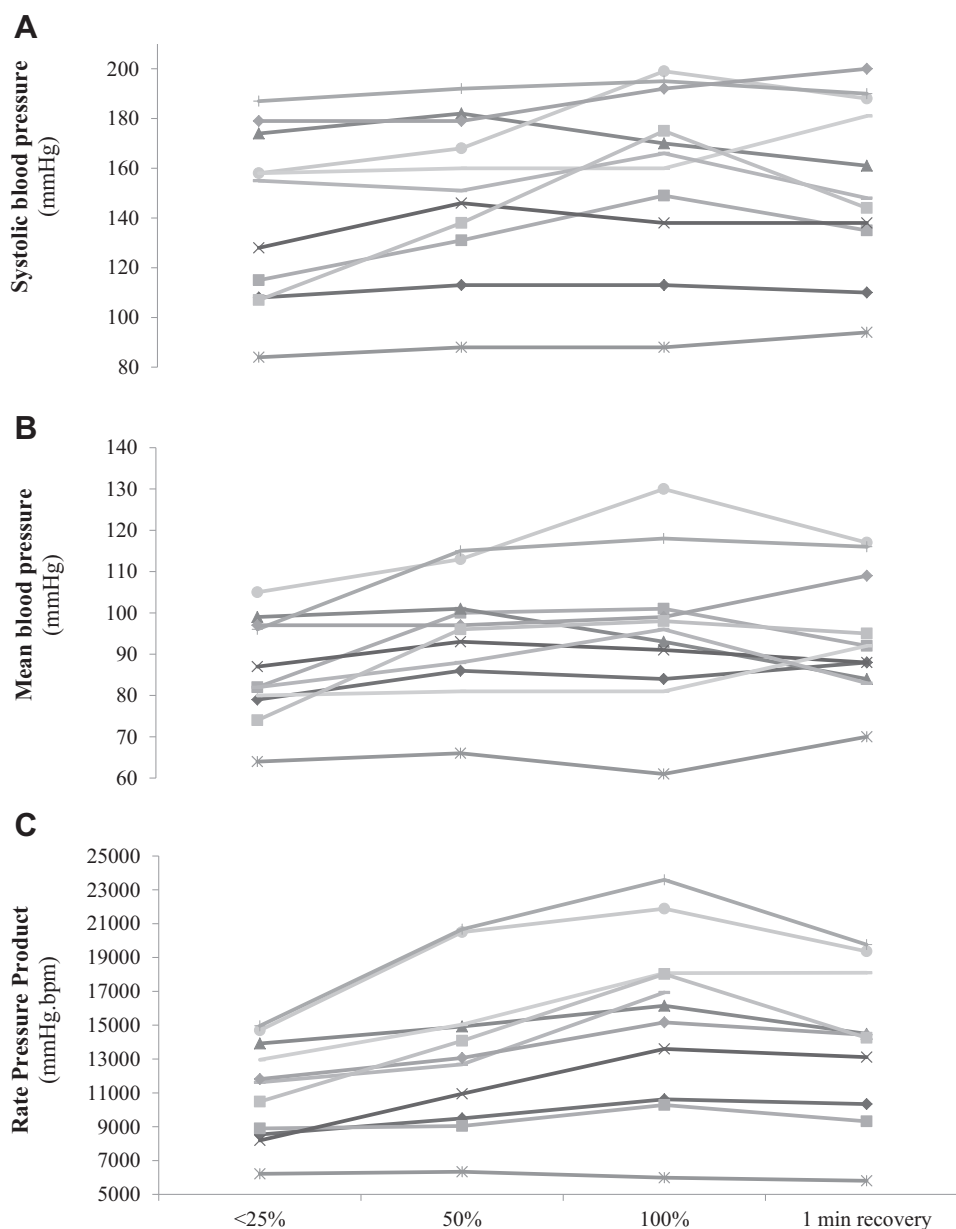 A
Systolic blood pressure
(mmHg)
200
180
160
140
120
100
80
B
Mean blood pressure
(mmHg)
140
130
120
110
100
90
80
70
60
C
Rate Pressure Product
(mmHg.bpm)
25000
23000
21000
19000
17000
15000
13000
11000
9000
7000
5000
<25% 50% 100% 1 min recovery